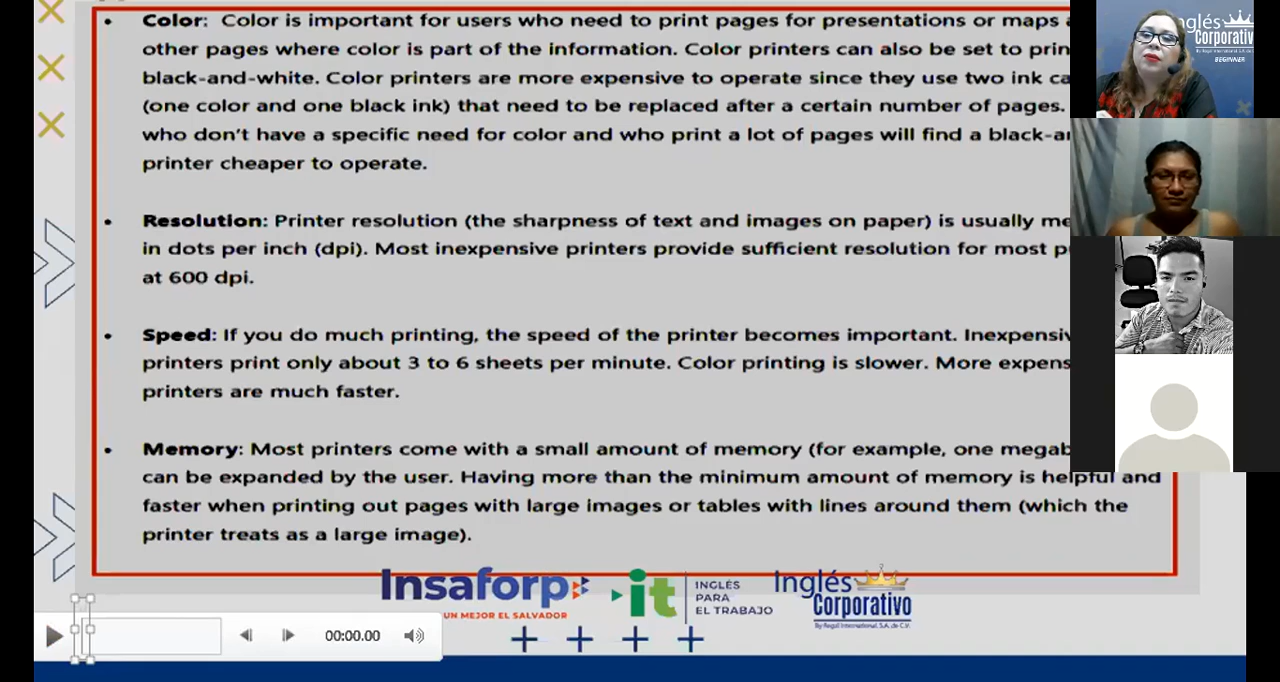 • Color: Color is important for users who need to print pages for presentations or maps
other pages where color is part of the information. Color printers can also be set to
black-and-white. Color printers are more expensive to operate since they use two ink
(one color and one black ink) that need to be replaced after a certain number of pages.
who don't have a specific need for color and who print a lot of pages will find a
printer cheaper to operate.
• Resolution: Printer resolution (the sharpness of text and images on paper) is usually
in dots per inch (dpi). Most inexpensive printers provide sufficient resolution for most
at 600 dpi.
• Speed: If you do much printing, the speed of the printer becomes important.
printers print only about 3 to 6 sheets per minute. Color printing is slower. More
printers are much faster.
• Memory: Most printers come with a small amount of memory (for example, one
can be expanded by the user. Having more than the minimum amount of memory is helpful and
faster when printing out pages with large images or tables with lines around them (which the
printer treats as a large image).
Insaforp
UN MEJOR EL SALVADOR
it
INGLÉS
PARA
EL TRABAJO
Inglés
Corporativo
By Regal International, S.A. de C.V.
00:00.00
Inglés
Corporativo
BEGINNER